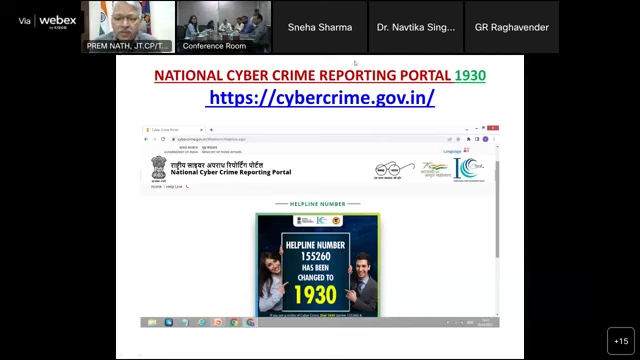 Via webex
Sneha Sharma
Dr. Navtika Sing...
GR Raghavender
PREM NATH, JT.CP/T...
Conference Room
NATIONAL CYBER CRIME REPORTING PORTAL 1930
https://cybercrime.gov.in/
Language
राष्ट्रीय साइबर अपराध रिपोर्टिंग पोर्टल
National Cyber Crime Reporting Portal
Home Help Line
HELPLINE NUMBER
HELPLINE NUMBER
155260
HAS BEEN
CHANGED TO
1930
+15